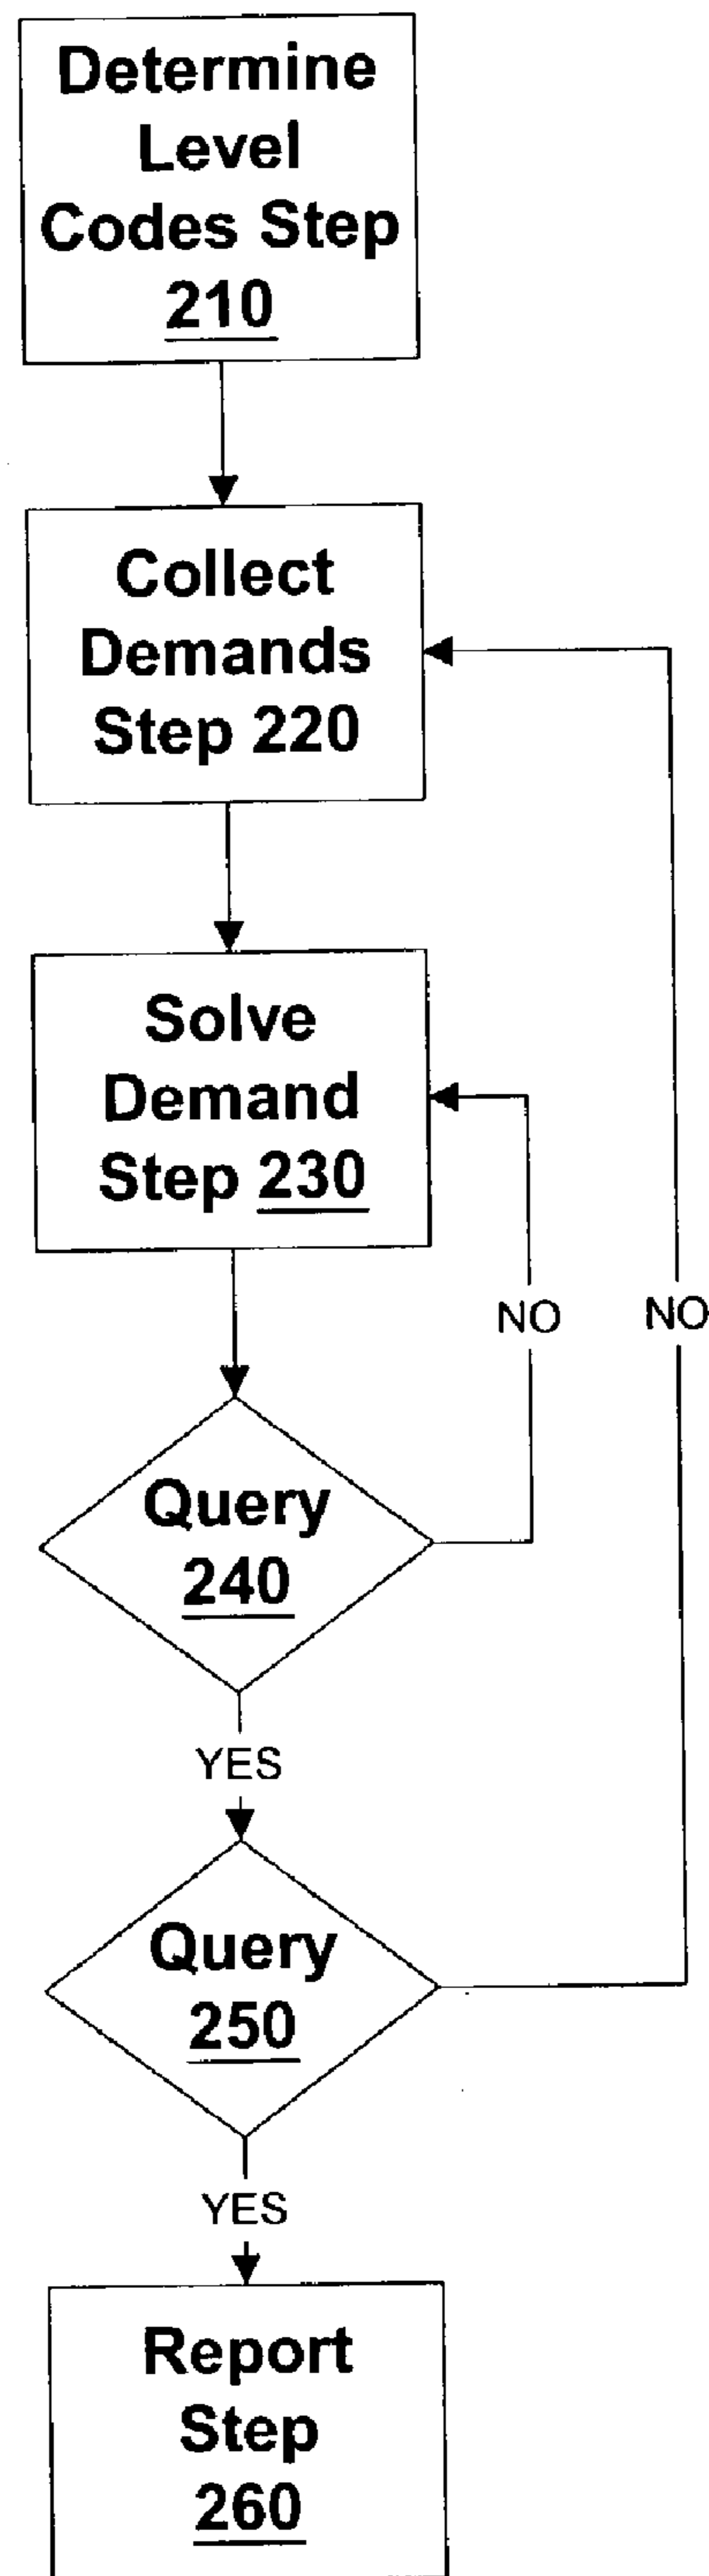 Determine
Level
Codes Step
210
Collect
Demands
Step 220
Solve
Demand
Step 230
NO
NO
Query
240
YES
Query
250
YES
Report
Step
260